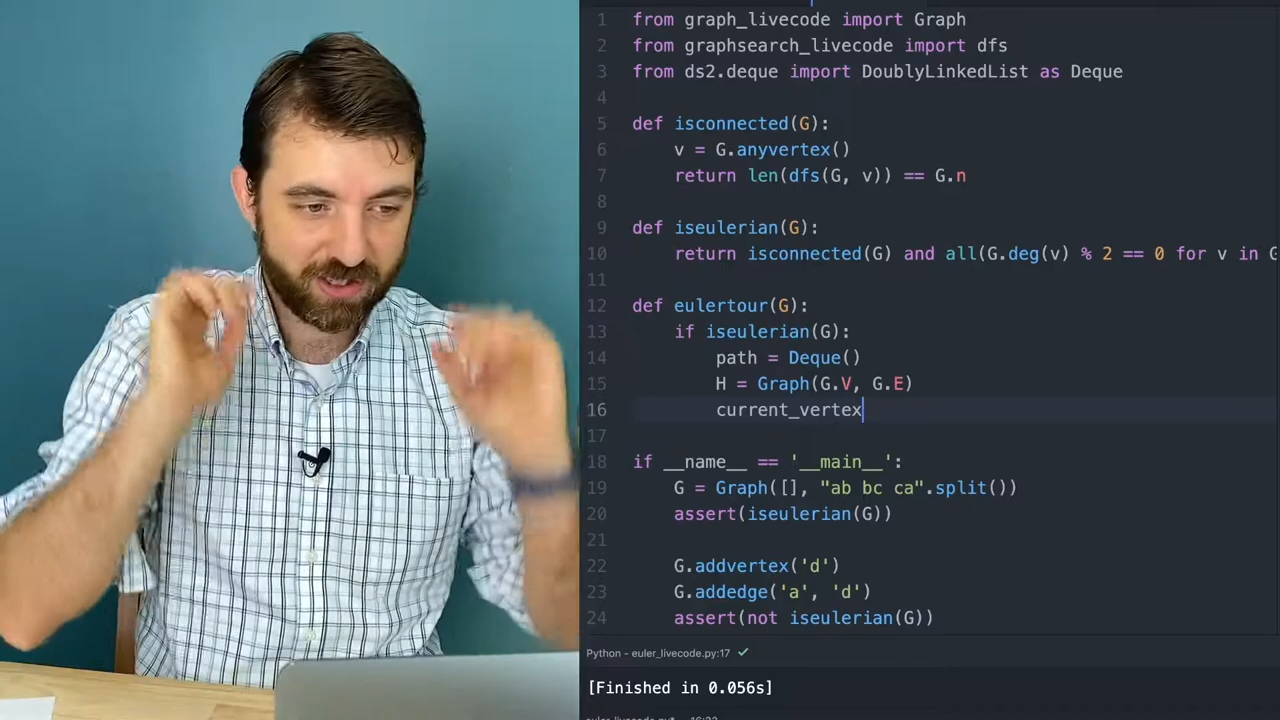 1 from graph_livecode import Graph
2 from graphsearch_livecode import dfs
3 from ds2.deque import DoublyLinkedList as Deque
4
5 def isconnected(G):
6 v = G.anyvertex()
7 return len(dfs(G, v)) == G.n
8
9 def iseulerian(G):
10 return isconnected(G) and all(G.deg(v) % 2 == 0 for v in G
11
12 def eulertour(G):
13 if iseulerian(G):
14 path = Deque()
15 H = Graph(G.V, G.E)
16 current_vertex
17
18 if __name__ == '__main__':
19 G = Graph([], "ab bc ca".split())
20 assert(iseulerian(G))
21
22 G.addvertex('d')
23 G.addedge('a', 'd')
24 assert(not iseulerian(G))
Python - euler_livecode.py:17 ✓
[Finished in 0.056s]